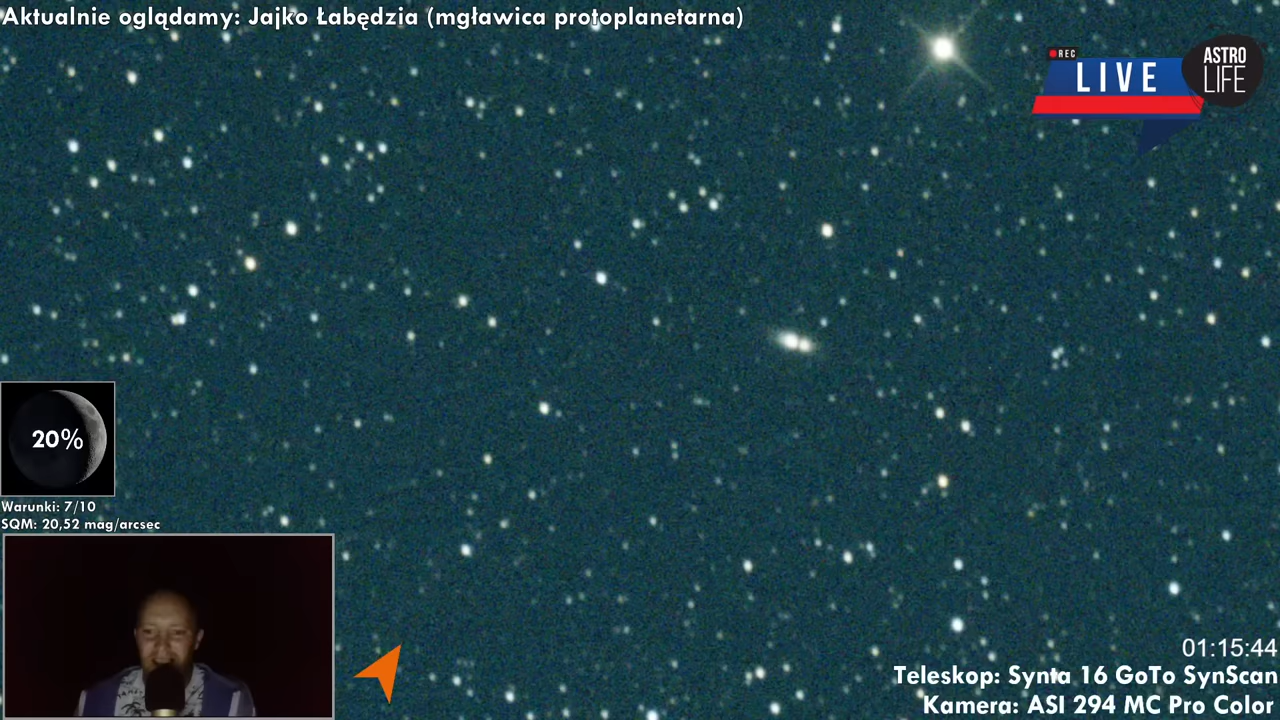 Aktualnie oglądamy: Jajko Łabędzia (mgławica protoplanetarna)
REC
LIVE
ASTRO
LIFE
20%
Warunki: 7/10
SQM: 20,52 mag/arcsec
01:15:44
Teleskop: Synta 16 GoTo SynScan
Kamera: ASI 294 MC Pro Color